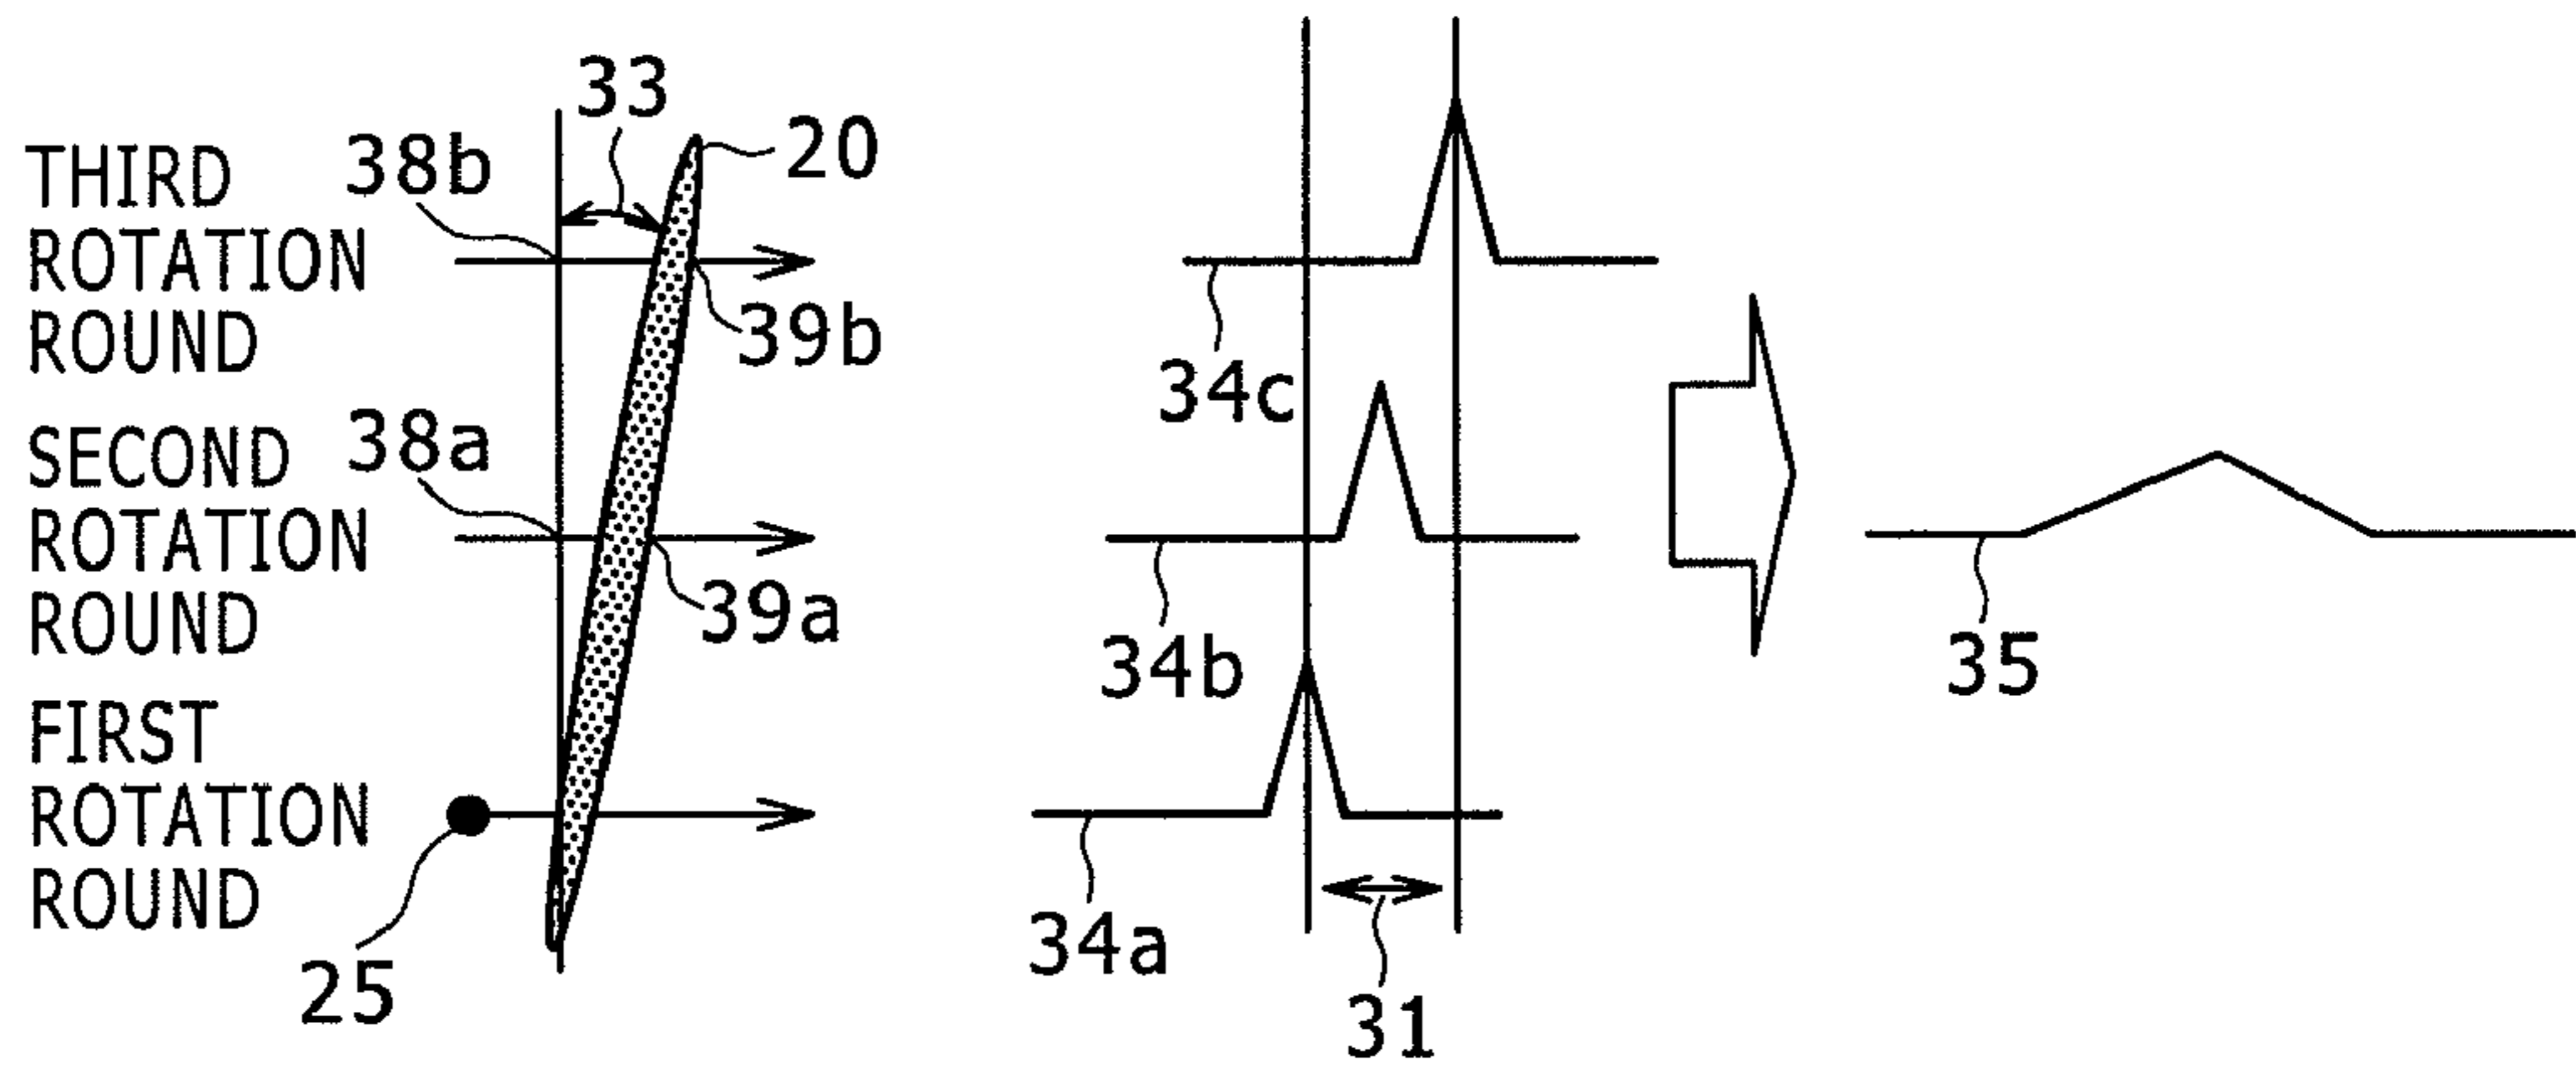 33
20
THIRD
ROTATION
ROUND
38b
39b
34c
SECOND
ROTATION
ROUND
38a
39a
34b
35
FIRST
ROTATION
ROUND
25
34a
31